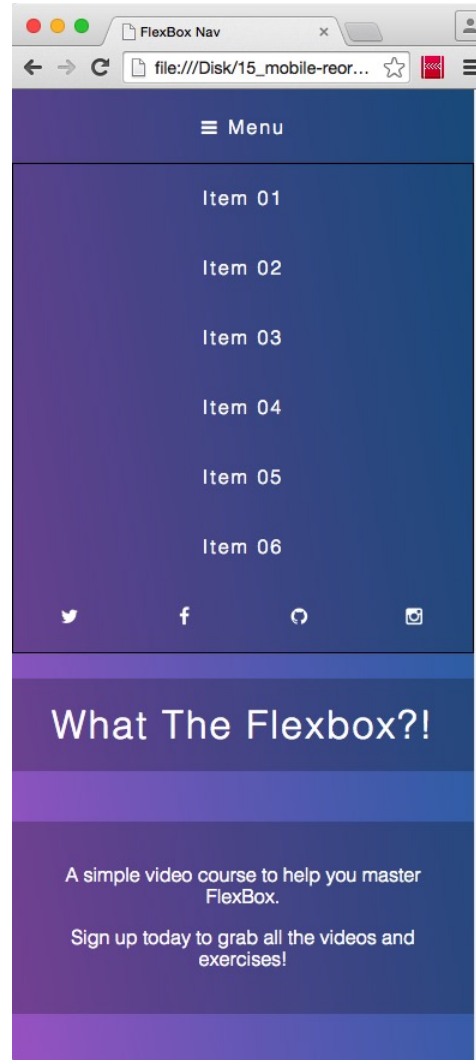 FlexBox Nav
file:///Disk/15_mobile-reor...
Menu
Item 01
Item 02
Item 03
Item 04
Item 05
Item 06
What The Flexbox?!
A simple video course to help you master
FlexBox.
Sign up today to grab all the videos and
exercises!